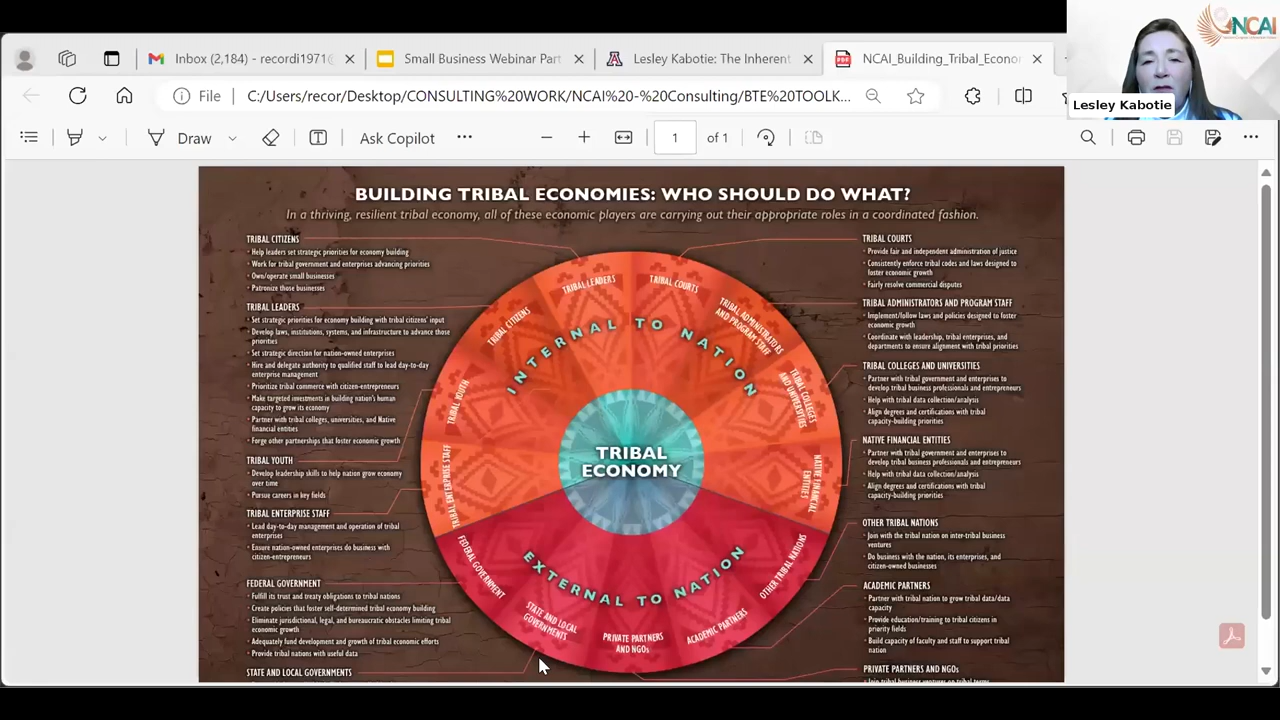 NCAI
Lesley Kabotie
Inbox (2,184) - recordi1971@
Small Business Webinar Part
Lesley Kabotie: The Inherent
NCAI_Building_Tribal_Econo
File
C:/Users/recor/Desktop/CONSULTING%20WORK/NCAI%20-%20Consulting/BTE%20TOOLK...
Draw
Ask Copilot
1
of 1
BUILDING TRIBAL ECONOMIES: WHO SHOULD DO WHAT?
In a thriving, resilient tribal economy, all of these economic players are carrying out their appropriate roles in a coordinated fashion.
TRIBAL CITIZENS
• Help leaders set strategic priorities for economy building
• Work for tribal government and enterprises advancing priorities
• Own/operate small businesses
• Patronize those businesses
TRIBAL LEADERS
• Set strategic priorities for economy building with tribal citizens' input
• Develop laws, institutions, systems, and infrastructure to advance those
priorities
• Set strategic direction for nation-owned enterprises
• Hire and delegate authority to qualified staff to lead day-to-day
enterprise management
• Prioritize tribal commerce with citizen-entrepreneurs
• Make targeted investments in building nation's human
capacity to grow its economy
• Partner with tribal colleges, universities, and Native
financial entities
• Forge other partnerships that foster economic growth
TRIBAL YOUTH
• Develop leadership skills to help nation grow economy
over time
• Pursue careers in key fields
TRIBAL ENTERPRISE STAFF
• Lead day-to-day management and operation of tribal
enterprises
• Ensure nation-owned enterprises do business with
citizen-entrepreneurs
FEDERAL GOVERNMENT
• Fulfill its trust and treaty obligations to tribal nations
• Create policies that foster self-determined tribal economy building
• Eliminate jurisdictional, legal, and bureaucratic obstacles limiting tribal
economic growth
• Adequately fund development and growth of tribal economic efforts
• Provide tribal nations with useful data
STATE AND LOCAL GOVERNMENTS
TRIBAL LEADERS
TRIBAL COURTS
TRIBAL CITIZENS
TRIBAL ADMINISTRATORS
AND PROGRAM STAFF
INTERNAL TO NATION
TRIBAL YOUTH
TRIBAL COLLEGES
AND UNIVERSITIES
TRIBAL ENTERPRISE STAFF
NATIVE FINANCIAL
ENTITIES
TRIBAL
ECONOMY
EXTERNAL TO NATION
FEDERAL GOVERNMENT
OTHER TRIBAL NATIONS
STATE AND LOCAL
GOVERNMENTS
PRIVATE PARTNERS
AND NGOs
ACADEMIC PARTNERS
TRIBAL COURTS
• Provide fair and independent administration of justice
• Consistently enforce tribal codes and laws designed to
foster economic growth
• Fairly resolve commercial disputes
TRIBAL ADMINISTRATORS AND PROGRAM STAFF
• Implement/follow laws and policies designed to foster
economic growth
• Coordinate with leadership, tribal enterprises, and
departments to ensure alignment with tribal priorities
TRIBAL COLLEGES AND UNIVERSITIES
• Partner with tribal government and enterprises to
develop tribal business professionals and entrepreneurs
• Help with tribal data collection/analysis
• Align degrees and certifications with tribal
capacity-building priorities
NATIVE FINANCIAL ENTITIES
• Partner with tribal government and enterprises to
develop tribal business professionals and entrepreneurs
• Help with tribal data collection/analysis
• Align degrees and certifications with tribal
capacity-building priorities
OTHER TRIBAL NATIONS
• Join with the tribal nation on inter-tribal business
ventures
• Do business with the nation, its enterprises, and
citizen-owned businesses
ACADEMIC PARTNERS
• Partner with tribal nation to grow tribal data/data
capacity
• Provide education/training to tribal citizens in
priority fields
• Build capacity of faculty and staff to support tribal
nation
PRIVATE PARTNERS AND NGOs
• Join tribal business ventures on tribal terms